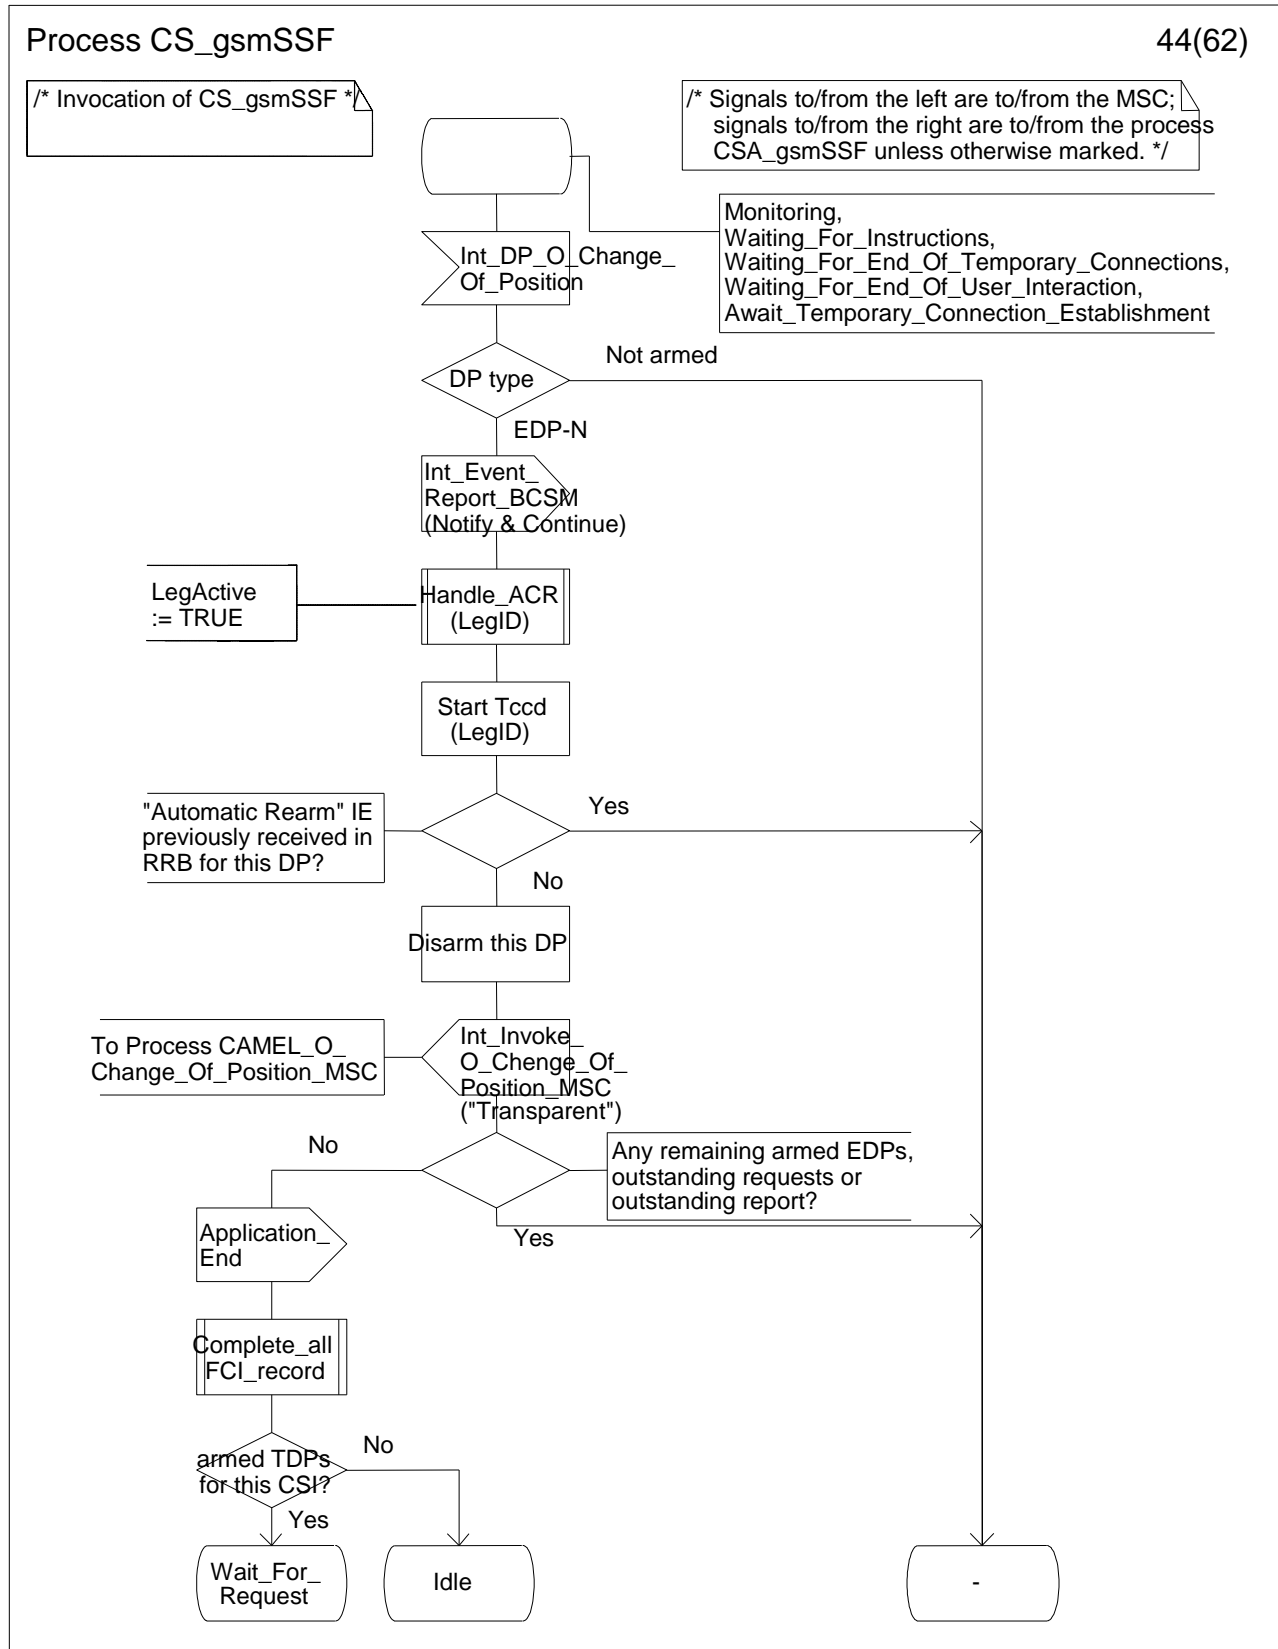 Process CS_gsmSSF
44(62)
/* Invocation of CS_gsmSSF */
/* Signals to/from the left are to/from the MSC;
signals to/from the right are to/from the process
CSA_gsmSSF unless otherwise marked. */
Monitoring,
Waiting_For_Instructions,
Waiting_For_End_Of_Temporary_Connections,
Waiting_For_End_Of_User_Interaction,
Await_Temporary_Connection_Establishment
Int_DP_O_Change_
Of_Position
Not armed
DP type
EDP-N
Int_Event_
Report_BCSM
(Notify & Continue)
LegActive
:= TRUE
Handle_ACR
(LegID)
Start Tccd
(LegID)
"Automatic Rearm" IE
previously received in
RRB for this DP?
Yes
No
Disarm this DP
To Process CAMEL_O_
Change_Of_Position_MSC
Int_Invoke_
O_Chenge_Of_
Position_MSC
("Transparent")
No
Any remaining armed EDPs,
outstanding requests or
outstanding report?
Yes
Application_
End
Complete_all
FCI_record
armed TDPs
for this CSI?
No
Yes
Wait_For_
Request
Idle
-